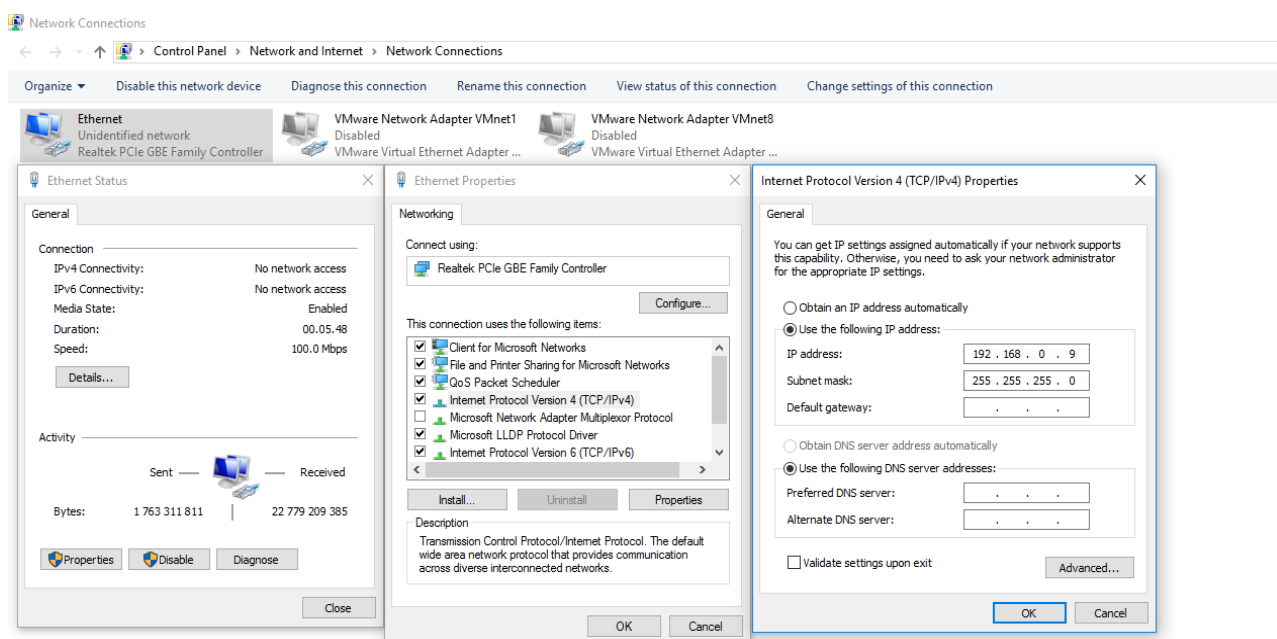 Network Connections
Control Panel > Network and Internet > Network Connections
Organize Disable this network device Diagnose this connection Rename this connection View status of this connection Change settings of this connection
Ethernet
Unidentified network
Realtek PCIe GBE Family Controller
VMware Network Adapter VMnet1
Disabled
VMware Virtual Ethernet Adapter ...
VMware Network Adapter VMnet8
Disabled
VMware Virtual Ethernet Adapter ...
Ethernet Status
General
Connection
IPv4 Connectivity: No network access
IPv6 Connectivity: No network access
Media State: Enabled
Duration: 00.05.48
Speed: 100.0 Mbps
Details...
Activity
Sent — — Received
Bytes: 1 763 311 811 | 22 779 209 385
Properties Disable Diagnose
Close
Ethernet Properties
Networking
Connect using:
Realtek PCIe GBE Family Controller
Configure...
This connection uses the following items:
Client for Microsoft Networks
File and Printer Sharing for Microsoft Networks
QoS Packet Scheduler
Internet Protocol Version 4 (TCP/IPv4)
Microsoft Network Adapter Multiplexor Protocol
Microsoft LLDP Protocol Driver
Internet Protocol Version 6 (TCP/IPv6)
Install... Uninstall Properties
Description
Transmission Control Protocol/Internet Protocol. The default
wide area network protocol that provides communication
across diverse interconnected networks.
OK Cancel
Internet Protocol Version 4 (TCP/IPv4) Properties
General
You can get IP settings assigned automatically if your network supports
this capability. Otherwise, you need to ask your network administrator
for the appropriate IP settings.
Obtain an IP address automatically
Use the following IP address:
IP address: 192 . 168 . 0 . 9
Subnet mask: 255 . 255 . 255 . 0
Default gateway: . . .
Obtain DNS server address automatically
Use the following DNS server addresses:
Preferred DNS server: . . .
Alternate DNS server: . . .
Validate settings upon exit
Advanced...
OK Cancel